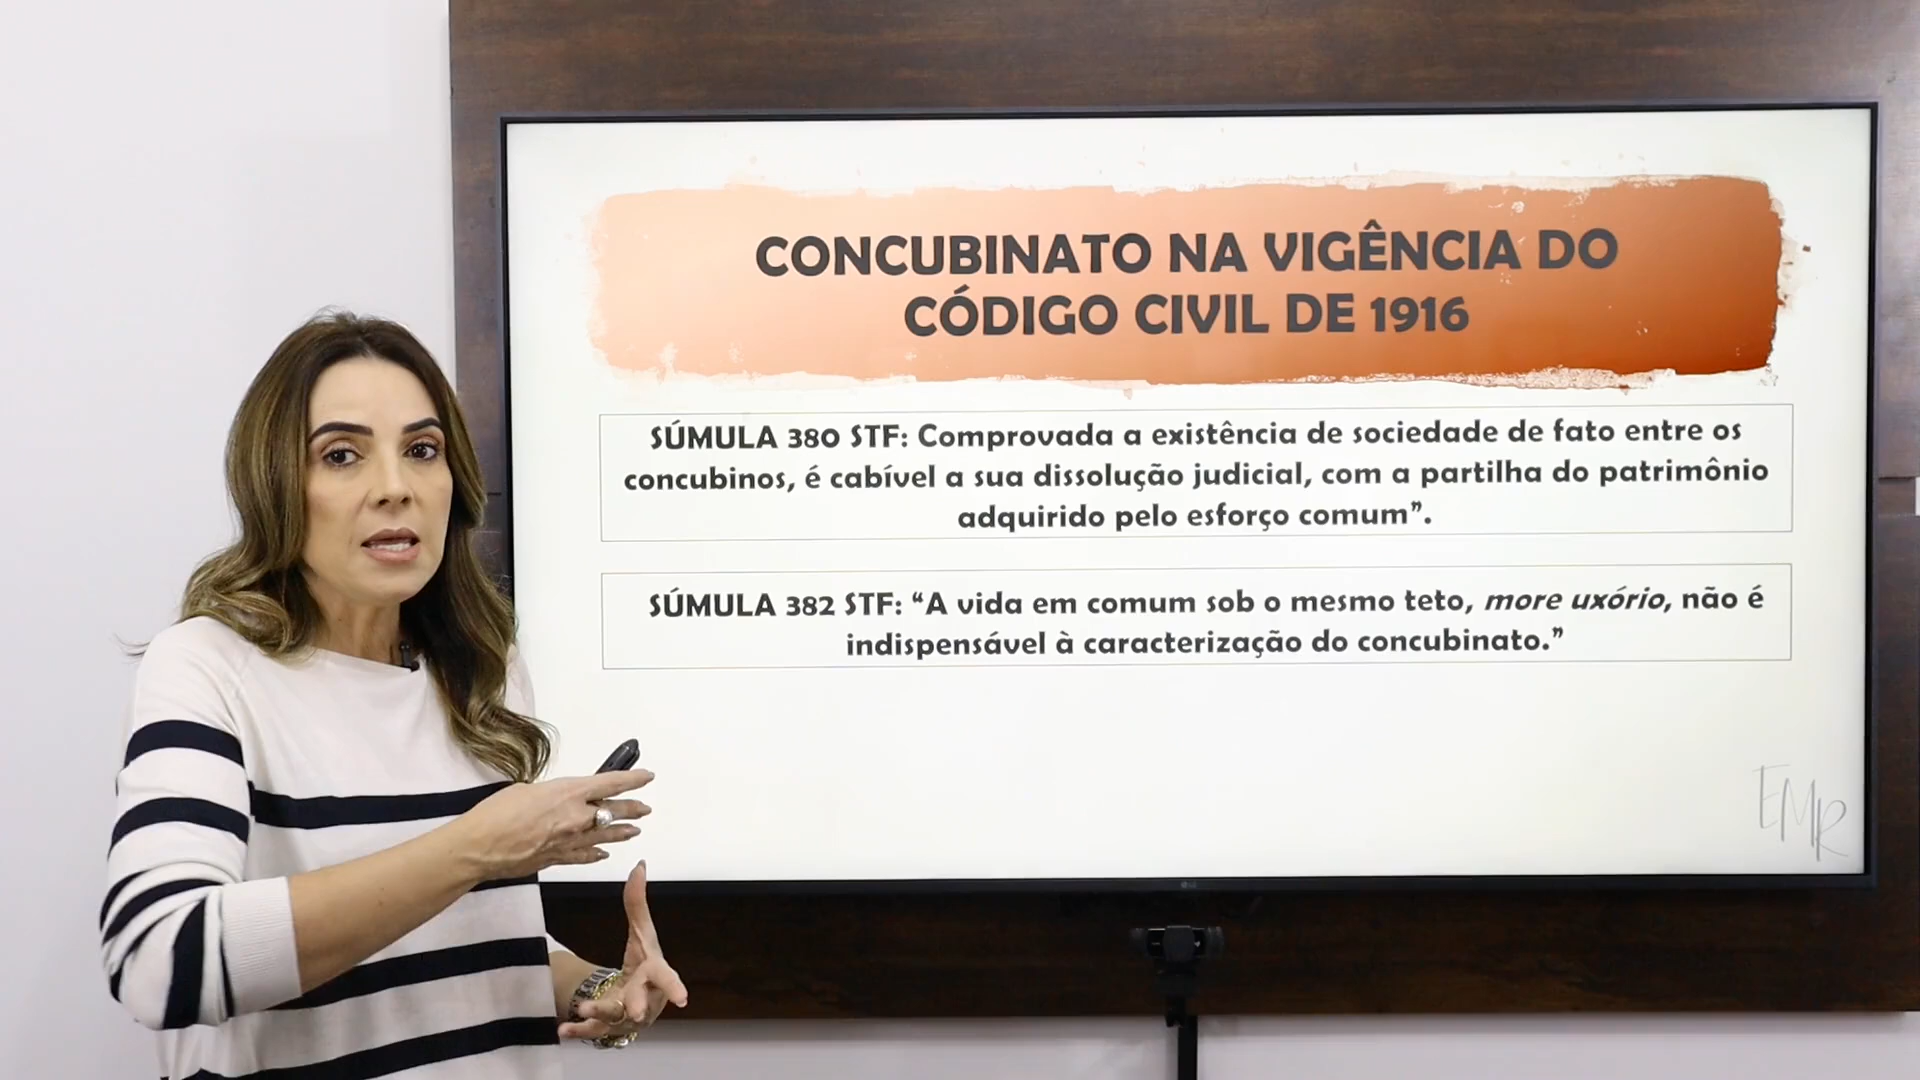 CONCUBINATO NA VIGÊNCIA DO
CÓDIGO CIVIL DE 1916
SÚMULA 380 STF: Comprovada a existência de sociedade de fato entre os
concubinos, é cabível a sua dissolução judicial, com a partilha do patrimônio
adquirido pelo esforço comum”.
SÚMULA 382 STF: “A vida em comum sob o mesmo teto, more uxório, não é
indispensável à caracterização do concubinato.”
EMR